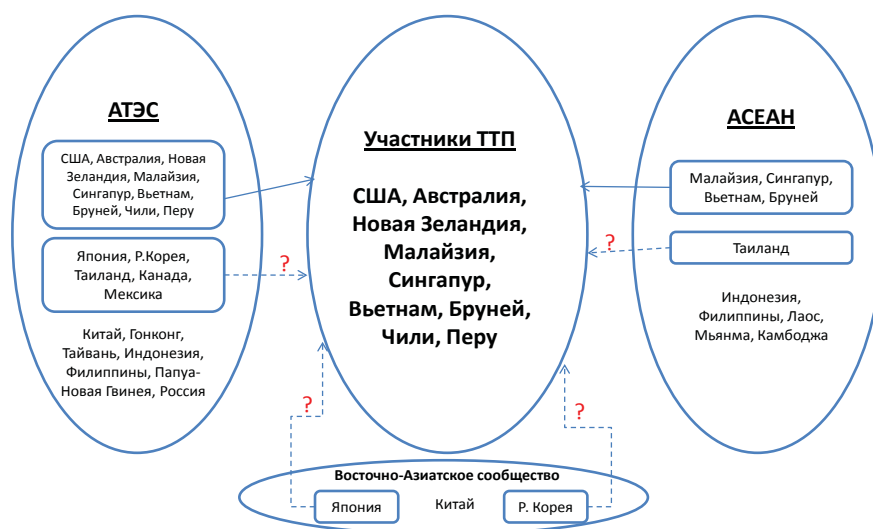 АТЭС
США, Австралия, Новая
Зеландия, Малайзия,
Сингапур, Вьетнам,
Бруней, Чили, Перу
Япония, Р.Корея,
Таиланд, Канада,
Мексика
?
Китай, Гонконг,
Тайвань, Индонезия,
Филиппины, Папуа-
Новая Гвинея, Россия
Участники ТТП
США, Австралия,
Новая Зеландия,
Малайзия,
Сингапур,
Вьетнам, Бруней,
Чили, Перу
АСЕАН
Малайзия, Сингапур,
Вьетнам, Бруней
?
Таиланд
Индонезия,
Филиппины, Лаос,
Мьянма, Камбоджа
?
?
Восточно-Азиатское сообщество
Япония
Китай
Р. Корея